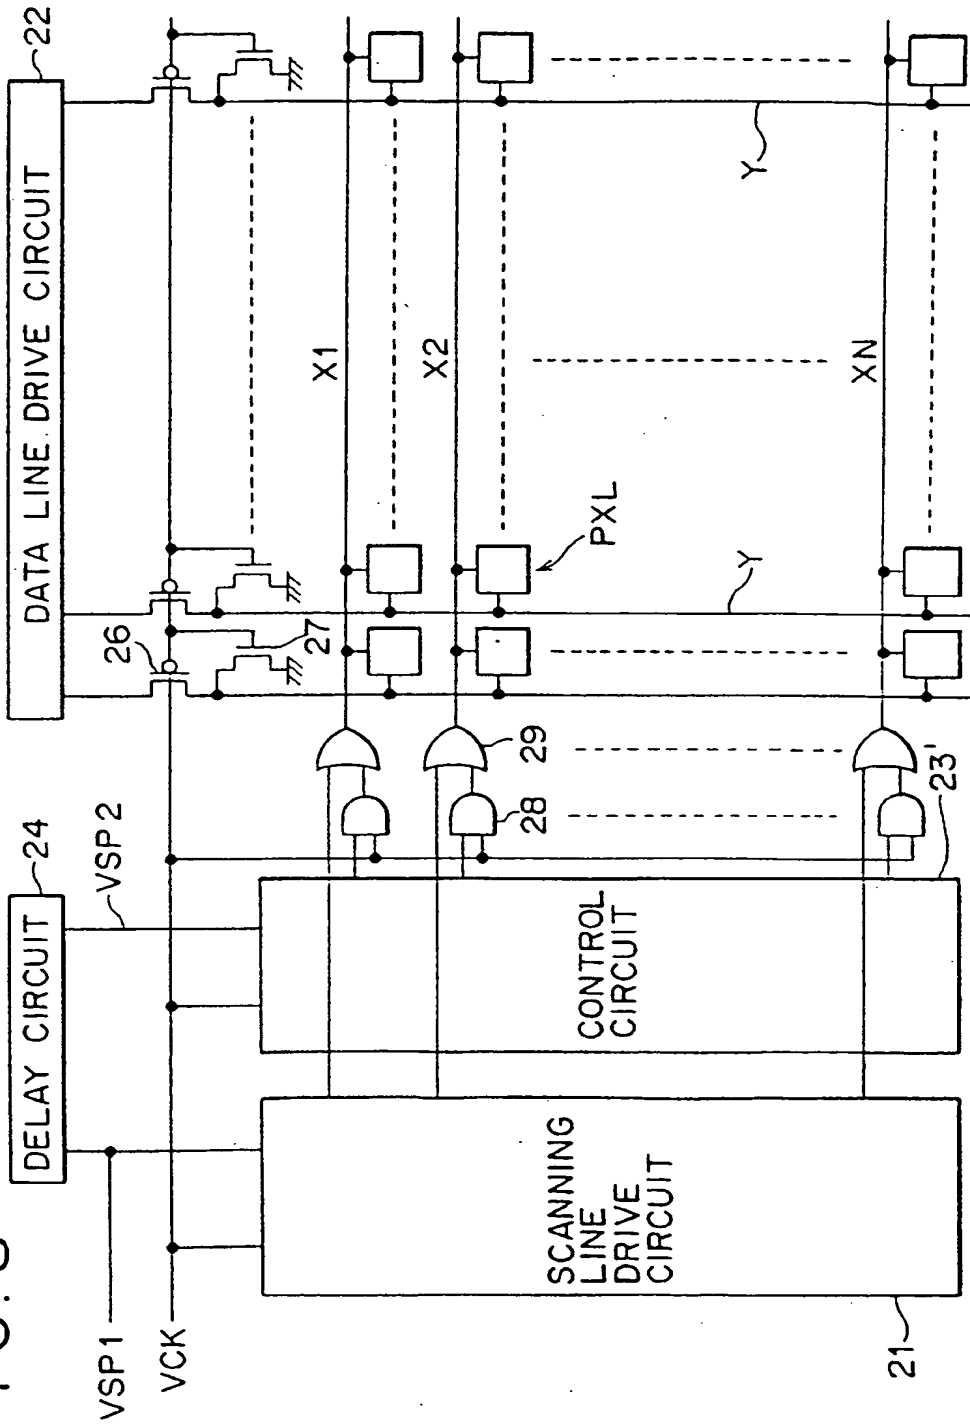 22
DATA LINE DRIVE CIRCUIT
24
DELAY CIRCUIT
VSP2
VSP1
VCK
26
27
X1
X2
XN
Y
Y
PXL
29
28
23'
CONTROL
CIRCUIT
SCANNING
LINE
DRIVE
CIRCUIT
21